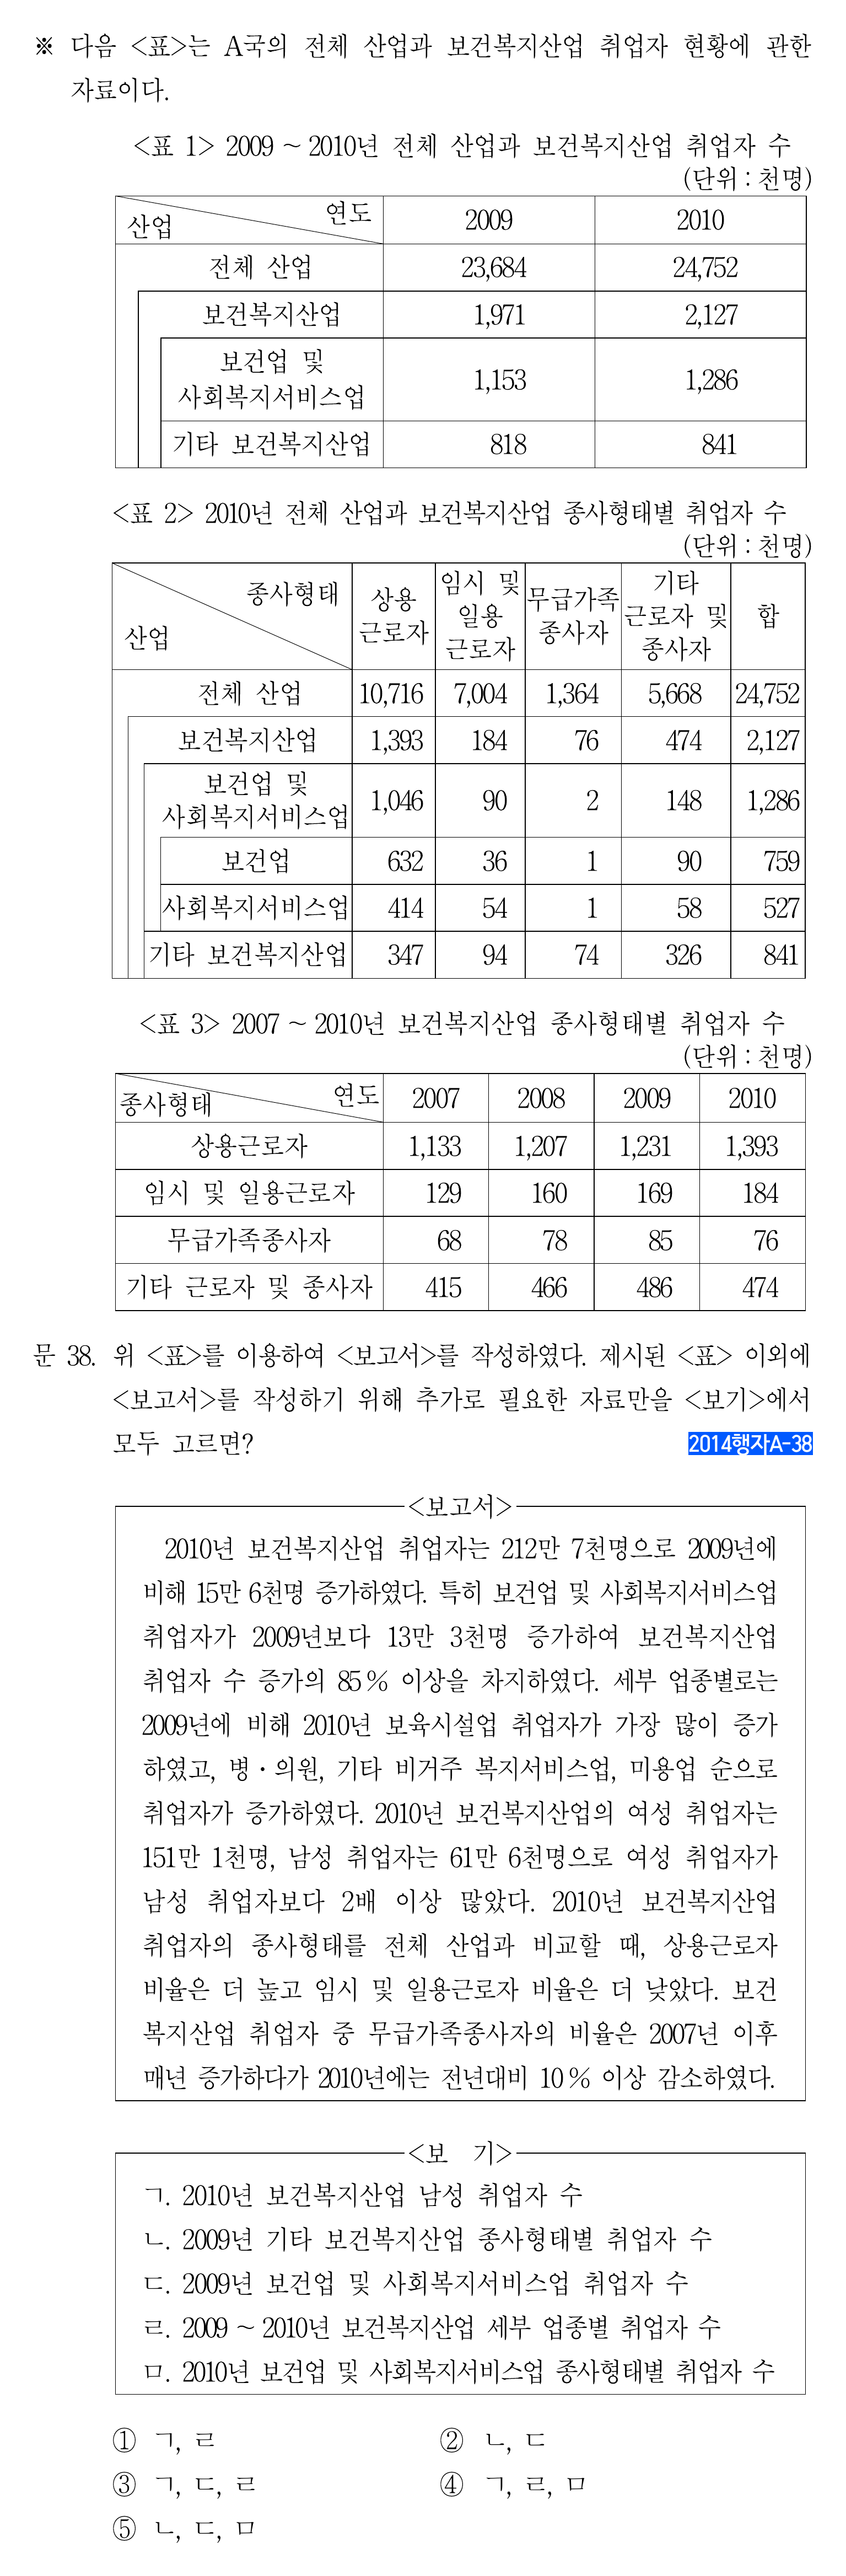 ※ 다음 <표>는 A국의 전체 산업과 보건복지산업 취업자 현황에 관한
자료이다.
<표 1> 2009 ~ 2010년 전체 산업과 보건복지산업 취업자 수
(단위 : 천명)
산업 연도 2009 2010
전체 산업 23,684 24,752
보건복지산업 1,971 2,127
보건업 및
사회복지서비스업 1,153 1,286
기타 보건복지산업 818 841
<표 2> 2010년 전체 산업과 보건복지산업 종사형태별 취업자 수
(단위 : 천명)
산업 종사형태 상용 근로자 임시 및 일용 근로자 무급가족 종사자 기타 근로자 및 종사자 합
전체 산업 10,716 7,004 1,364 5,668 24,752
보건복지산업 1,393 184 76 474 2,127
보건업 및
사회복지서비스업 1,046 90 2 148 1,286
보건업 632 36 1 90 759
사회복지서비스업 414 54 1 58 527
기타 보건복지산업 347 94 74 326 841
<표 3> 2007 ~ 2010년 보건복지산업 종사형태별 취업자 수
(단위 : 천명)
종사형태 연도 2007 2008 2009 2010
상용근로자 1,133 1,207 1,231 1,393
임시 및 일용근로자 129 160 169 184
무급가족종사자 68 78 85 76
기타 근로자 및 종사자 415 466 486 474
문 38. 위 <표>를 이용하여 <보고서>를 작성하였다. 제시된 <표> 이외에
<보고서>를 작성하기 위해 추가로 필요한 자료만을 <보기>에서
모두 고르면? 2014행자A-38
<보고서>
2010년 보건복지산업 취업자는 212만 7천명으로 2009년에
비해 15만 6천명 증가하였다. 특히 보건업 및 사회복지서비스업
취업자가 2009년보다 13만 3천명 증가하여 보건복지산업
취업자 수 증가의 85 % 이상을 차지하였다. 세부 업종별로는
2009년에 비해 2010년 보육시설업 취업자가 가장 많이 증가
하였고, 병·의원, 기타 비거주 복지서비스업, 미용업 순으로
취업자가 증가하였다. 2010년 보건복지산업의 여성 취업자는
151만 1천명, 남성 취업자는 61만 6천명으로 여성 취업자가
남성 취업자보다 2배 이상 많았다. 2010년 보건복지산업
취업자의 종사형태를 전체 산업과 비교할 때, 상용근로자
비율은 더 높고 임시 및 일용근로자 비율은 더 낮았다. 보건
복지산업 취업자 중 무급가족종사자의 비율은 2007년 이후
매년 증가하다가 2010년에는 전년대비 10 % 이상 감소하였다.
<보 기>
ㄱ. 2010년 보건복지산업 남성 취업자 수
ㄴ. 2009년 기타 보건복지산업 종사형태별 취업자 수
ㄷ. 2009년 보건업 및 사회복지서비스업 취업자 수
ㄹ. 2009 ~ 2010년 보건복지산업 세부 업종별 취업자 수
ㅁ. 2010년 보건업 및 사회복지서비스업 종사형태별 취업자 수
① ㄱ, ㄹ ② ㄴ, ㄷ
③ ㄱ, ㄷ, ㄹ ④ ㄱ, ㄹ, ㅁ
⑤ ㄴ, ㄷ, ㅁ